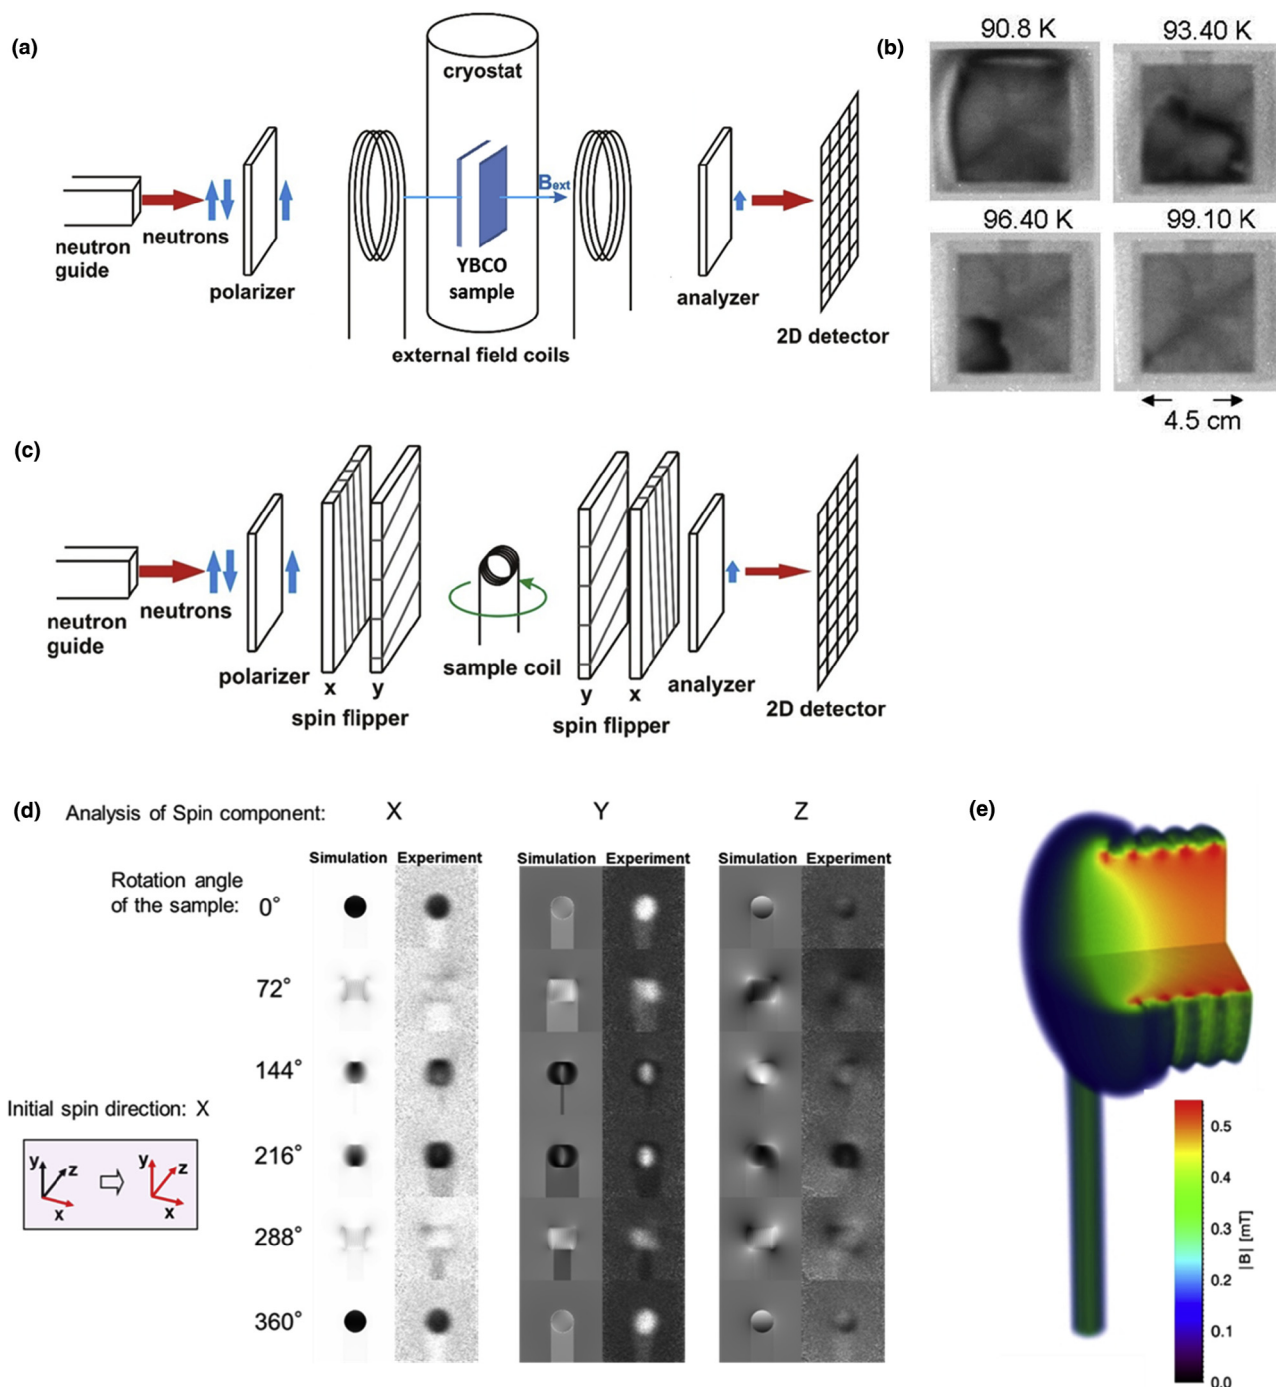 (a)
cryostat
neutron
guide
neutrons
polarizer
YBCO
sample
Bext
external field coils
analyzer
2D detector
(b)
90.8 K
93.40 K
96.40 K
99.10 K
4.5 cm
(c)
neutron
guide
neutrons
polarizer
x
y
spin flipper
sample coil
y
x
spin flipper
analyzer
2D detector
(d)
Analysis of Spin component:
X
Y
Z
Simulation Experiment
Simulation Experiment
Simulation Experiment
Rotation angle
of the sample:
0°
72°
144°
216°
288°
360°
Initial spin direction: X
y
z
x
y
z
x
(e)
0.5
0.4
0.3
0.2
0.1
0.0
|B| [mT]